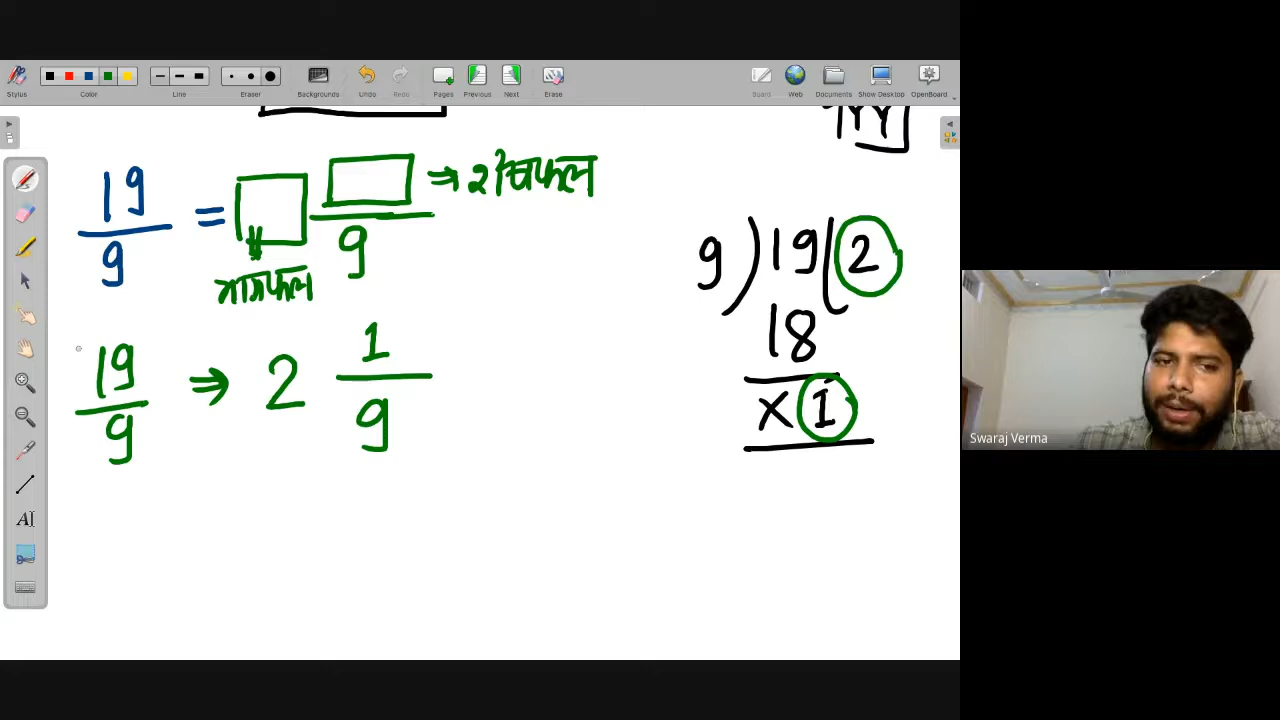 Stylus
Color
Line
Eraser
Backgrounds
Undo
Redo
Pages
Previous
Next
Erase
Board
Web
Documents
Show Desktop
OpenBoard
19/9 = □ □/9 ⇒ शेषफल
भागफल
9 ) 19 ( 2
18
× 1
19/9 ⇒ 2 1/9
Swaraj Verma